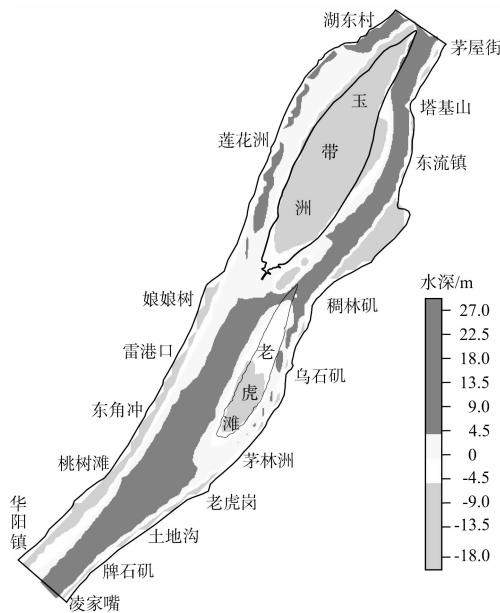 湖东村
茅屋街
玉
带
洲
塔基山
莲花洲
东流镇
水深/m
27.0
22.5
18.0
13.5
9.0
4.5
0
-4.5
-9.0
-13.5
-18.0
娘娘树
稠林矶
雷港口
老
虎
滩
乌石矶
东角冲
茅林洲
桃树滩
老虎岗
华阳镇
土地沟
牌石矶
凌家嘴